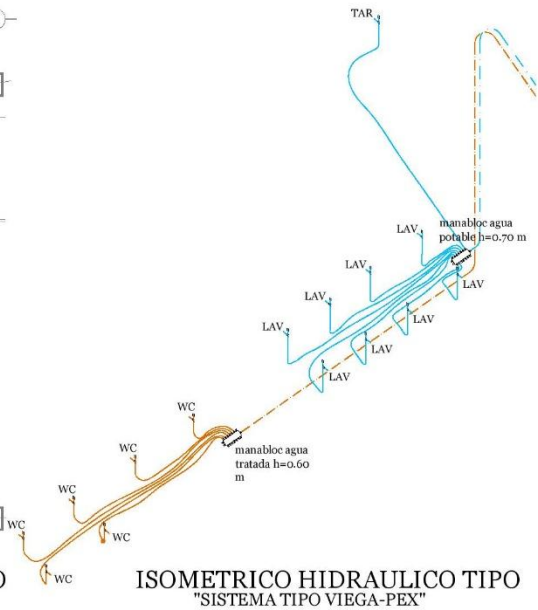 TAR
manabloc agua
potable h=0.70 m
LAV
LAV
LAV
LAV
LAV
LAV
LAV
LAV
WC
manabloc agua
tratada h=0.60
m
WC
WC
WC
WC
WC
O
ISOMETRICO HIDRAULICO TIPO
"SISTEMA TIPO VIEGA-PEX"